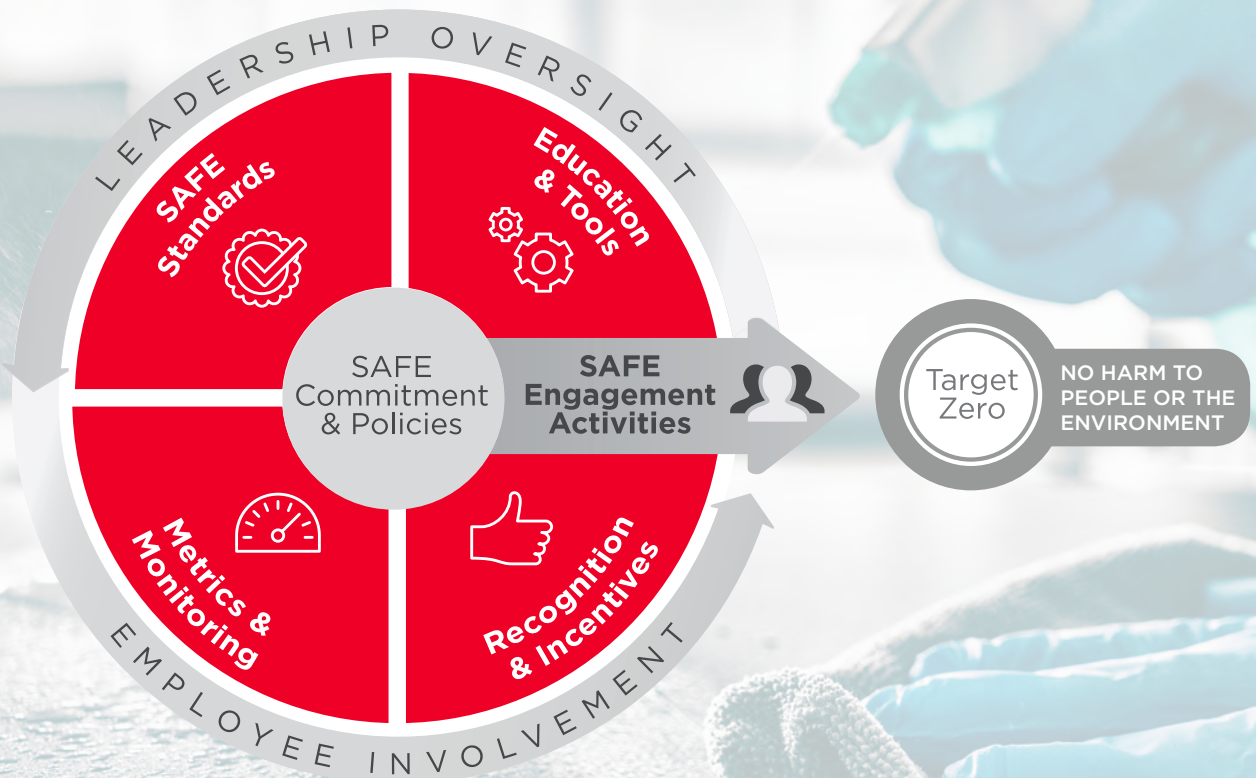 LEADERSHIP OVERSIGHT
SAFE
Standards
Education
& Tools
SAFE
Commitment
& Policies
SAFE
Engagement
Activities
Target
Zero
NO HARM TO
PEOPLE OR THE
ENVIRONMENT
Metrics &
Monitoring
Recognition
& Incentives
EMPLOYEE INVOLVEMENT